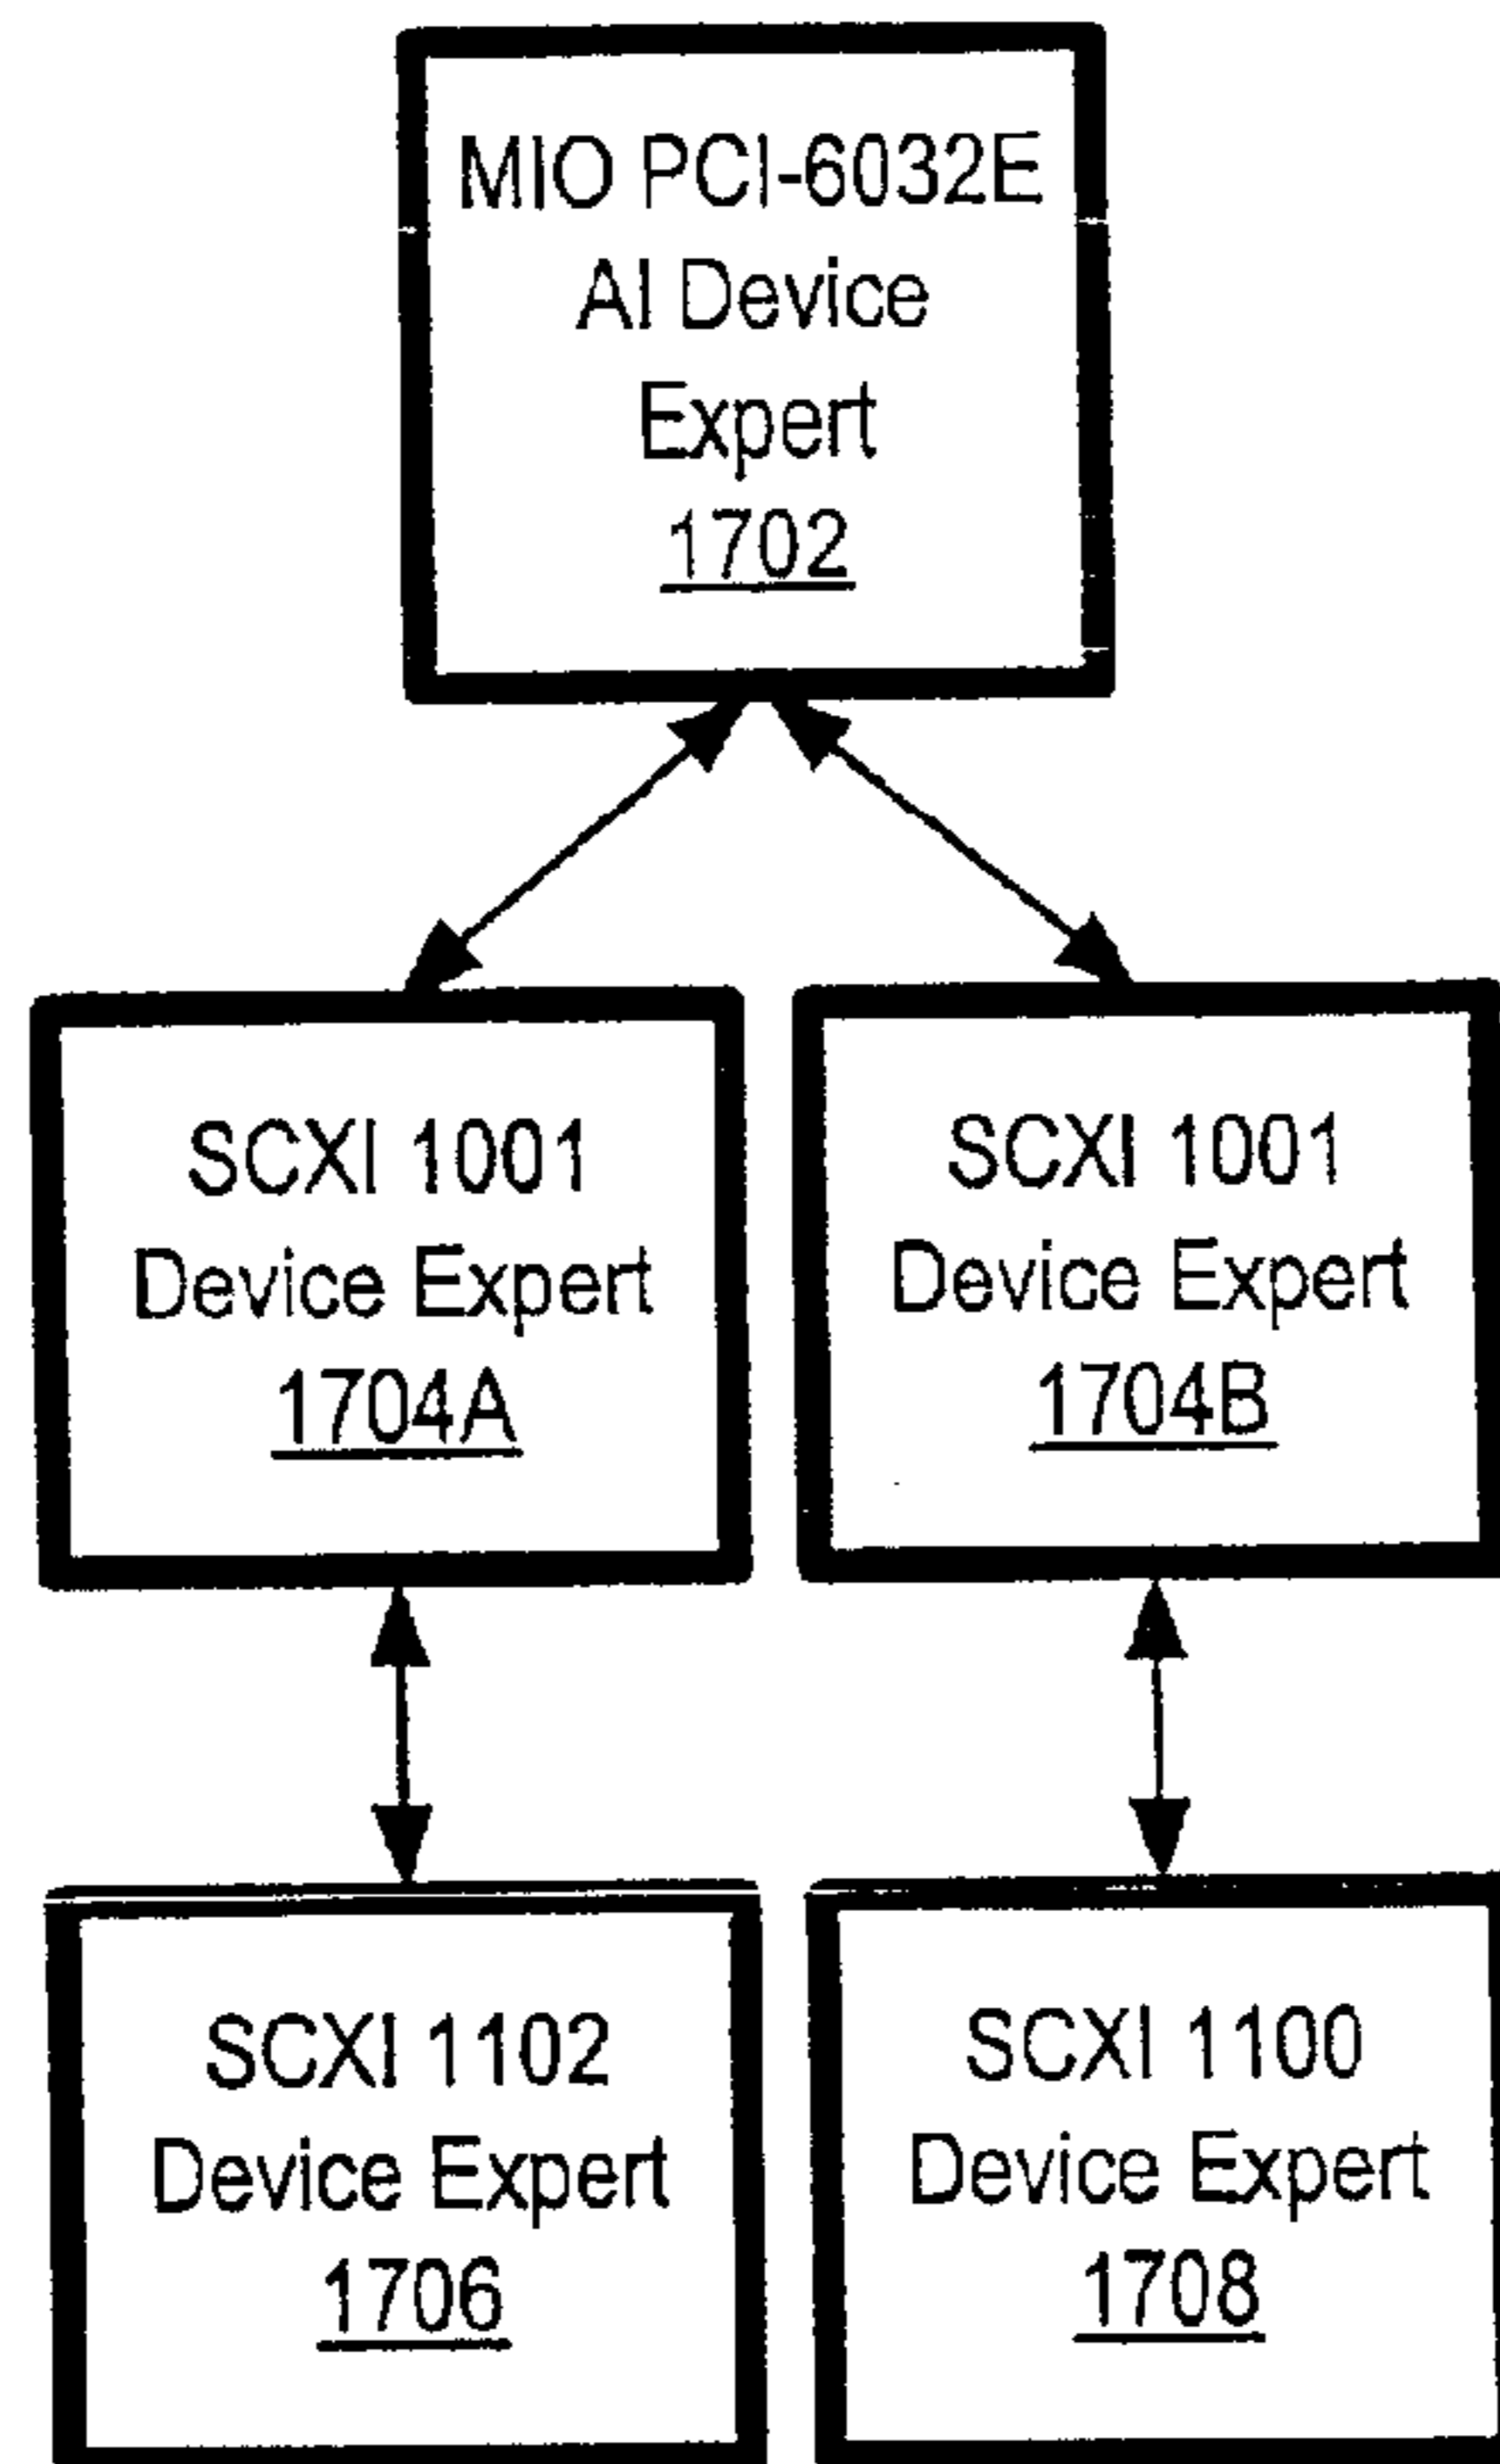 MIO PCI-6032E
AI Device
Expert
1702
SCXI 1001
Device Expert
1704A
SCXI 1001
Device Expert
1704B
SCXI 1102
Device Expert
1706
SCXI 1100
Device Expert
1708